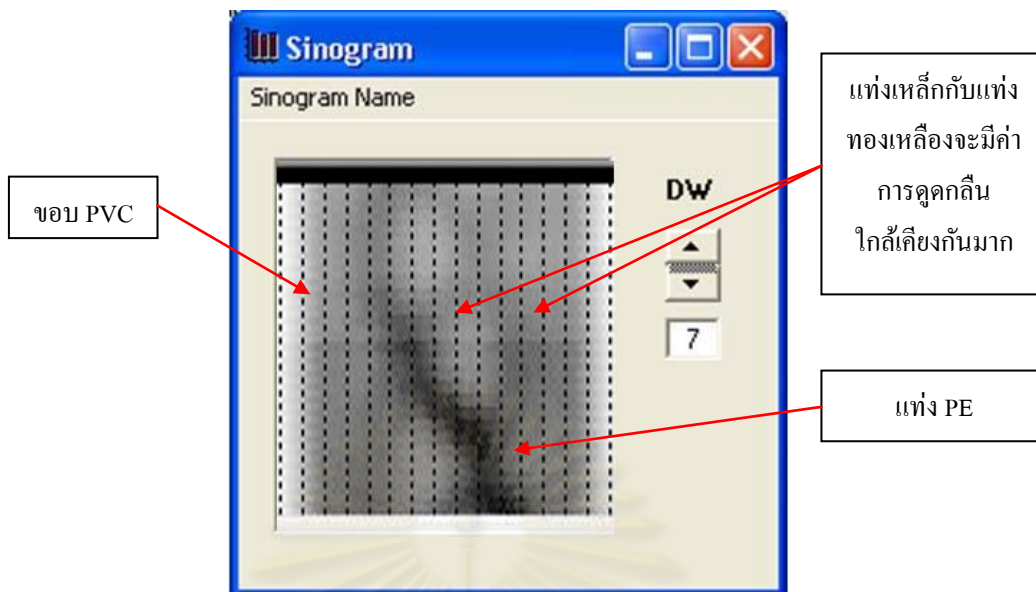 Sinogram
Sinogram Name
DW
7
ขอบ PVC
แท่งเหล็กกับแท่ง
ทองเหลืองจะมีค่า
การดูดกลืน
ใกล้เคียงกันมาก
แท่ง PE